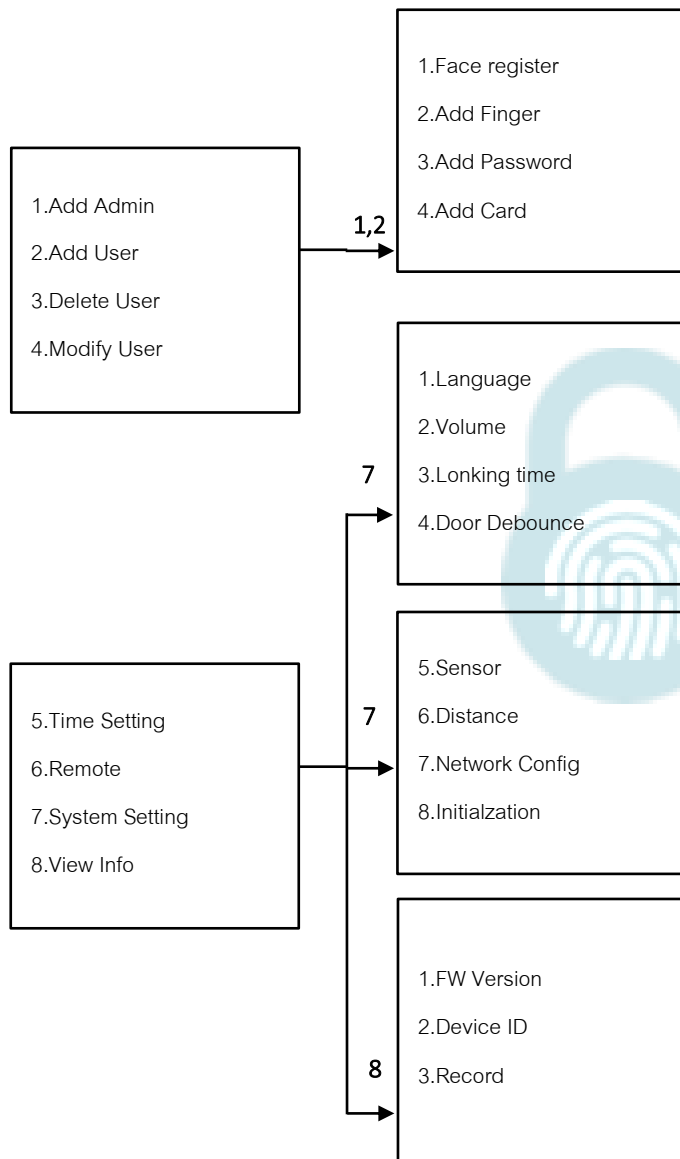 1.Add Admin
2.Add User
3.Delete User
4.Modify User
1,2
1.Face register
2.Add Finger
3.Add Password
4.Add Card
5.Time Setting
6.Remote
7.System Setting
8.View Info
7
1.Language
2.Volume
3.Lonking time
4.Door Debounce
7
5.Sensor
6.Distance
7.Network Config
8.Initialzation
8
1.FW Version
2.Device ID
3.Record